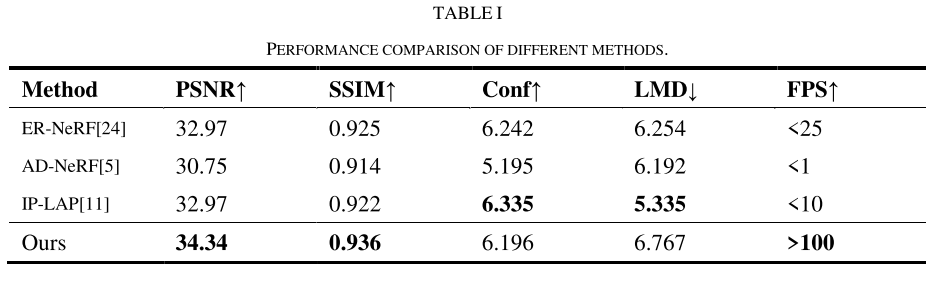 TABLE I
PERFORMANCE COMPARISON OF DIFFERENT METHODS.
Method PSNR↑ SSIM↑ Conf↑ LMD↓ FPS↑
ER-NeRF[24] 32.97 0.925 6.242 6.254 <25
AD-NeRF[5] 30.75 0.914 5.195 6.192 <1
IP-LAP[11] 32.97 0.922 6.335 5.335 <10
Ours 34.34 0.936 6.196 6.767 >100